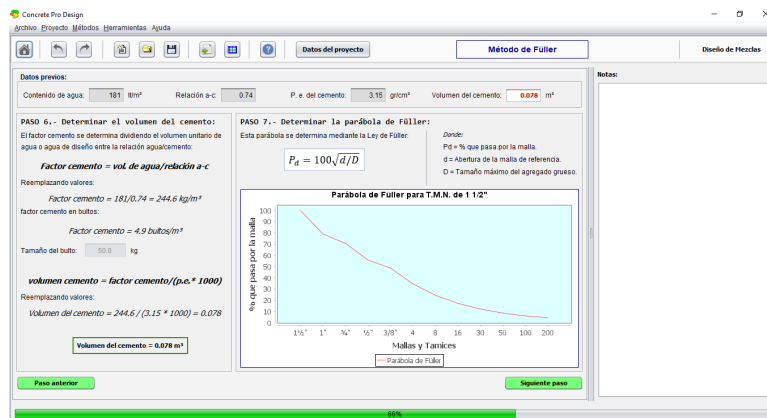 Concrete Pro Design
Archivo Proyecto Métodos Herramientas Ayuda
Datos del proyecto
Método de Fuller
Diseño de Mezclas
Datos previos:
Contenido de agua: 181 lt/m³ Relación a-c: 0.74 P. e. del cemento: 3.15 gr/cm³ Volumen del cemento: 0.078 m³
Notas:
PASO 6.- Determinar el volumen del cemento:
El factor cemento se determina dividiendo el volumen unitario de
agua o agua de diseño entre la relación agua/cemento:
Factor cemento = vol. de agua/relación a-c
Reemplazando valores:
Factor cemento = 181/0.74 = 244.6 kg/m³
factor cemento en bultos:
Factor cemento = 4.9 bultos/m³
Tamaño del bulto: 50.0 kg
volumen cemento = factor cemento/(p.e.* 1000)
Reemplazando valores:
Volumen del cemento = 244.6 / (3.15 * 1000) = 0.078
Volumen del cemento = 0.078 m³
PASO 7.- Determinar la parábola de Füller:
Esta parábola se determina mediante la Ley de Füller:
P_d = 100√d/D
Donde:
Pd = % que pasa por la malla.
d = Abertura de la malla de referencia.
D = Tamaño máximo del agregado grueso.
Parábola de Füller para T.M.N. de 1 1/2"
% que pasa por la malla
100
90
80
70
60
50
40
30
20
10
0
1½" 1" ¾" ½" 3/8" 4 8 16 30 50 100 200
Mallas y Tamices
Parábola de Füller
Paso anterior
Siguiente paso
66%